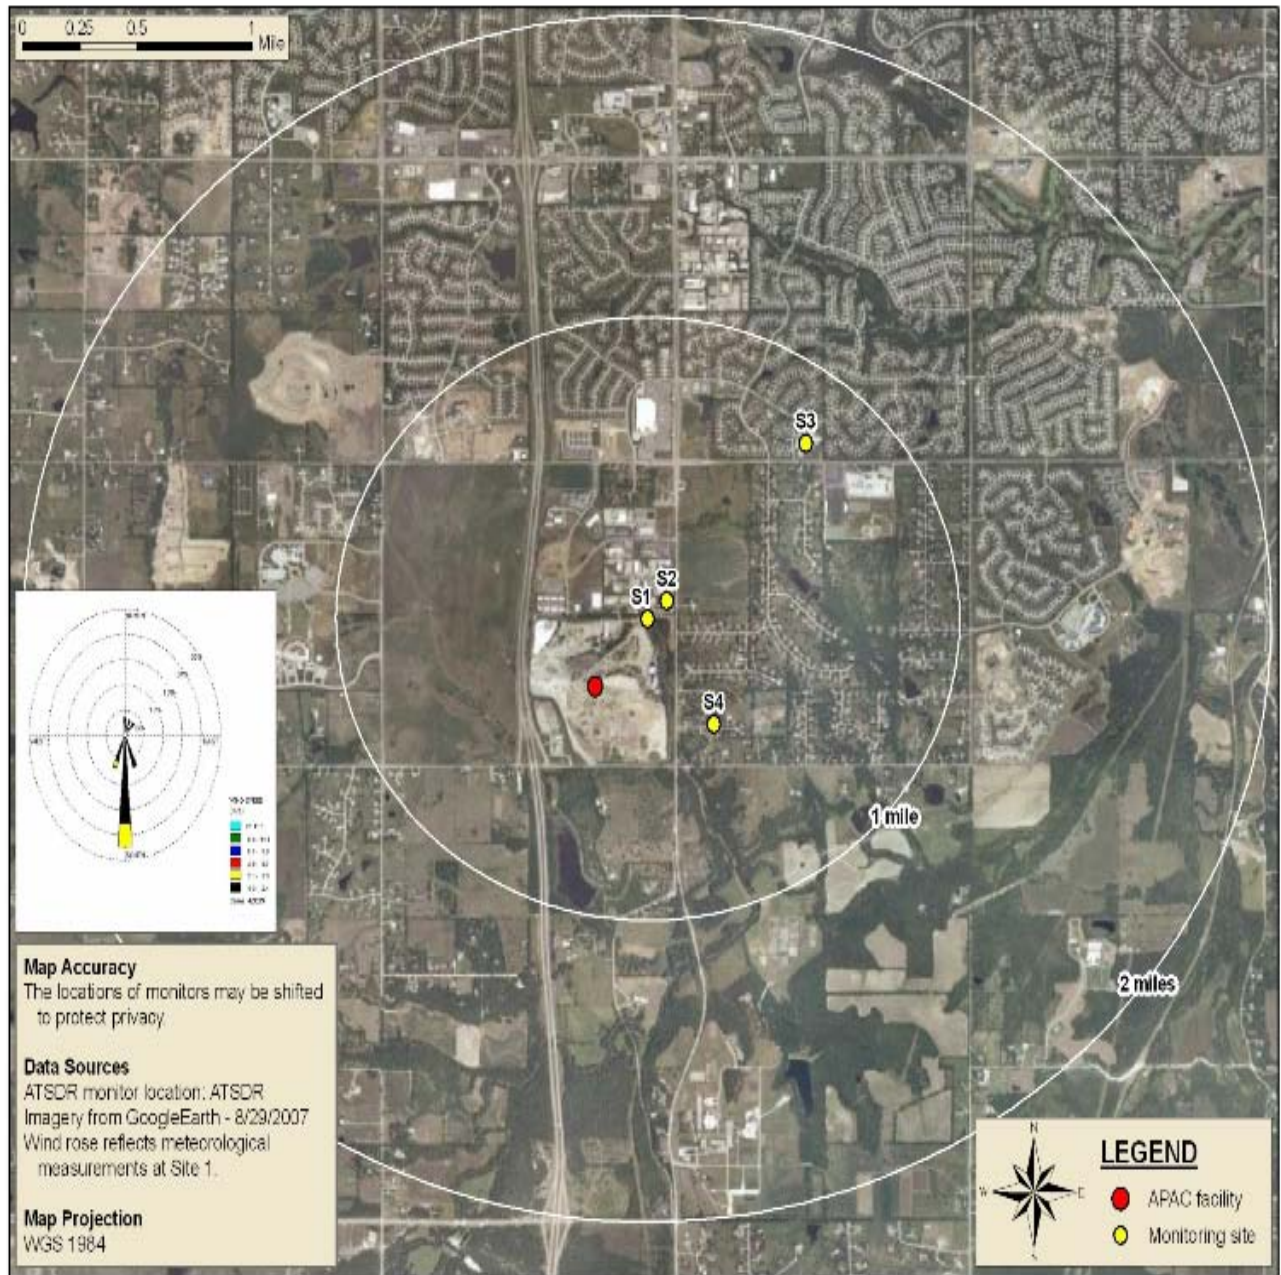 0 0.25 0.5 1
Mile
S3
S2
S1
S4
1 mile
2 miles
Map Accuracy
The locations of monitors may be shifted
to protect privacy.
Data Sources
ATSDR monitor location: ATSDR
Imagery from GoogleEarth - 8/29/2007
Wind rose reflects meteorological
measurements at Site 1.
Map Projection
WGS 1984
N
W E
LEGEND
APAC facility
Monitoring site